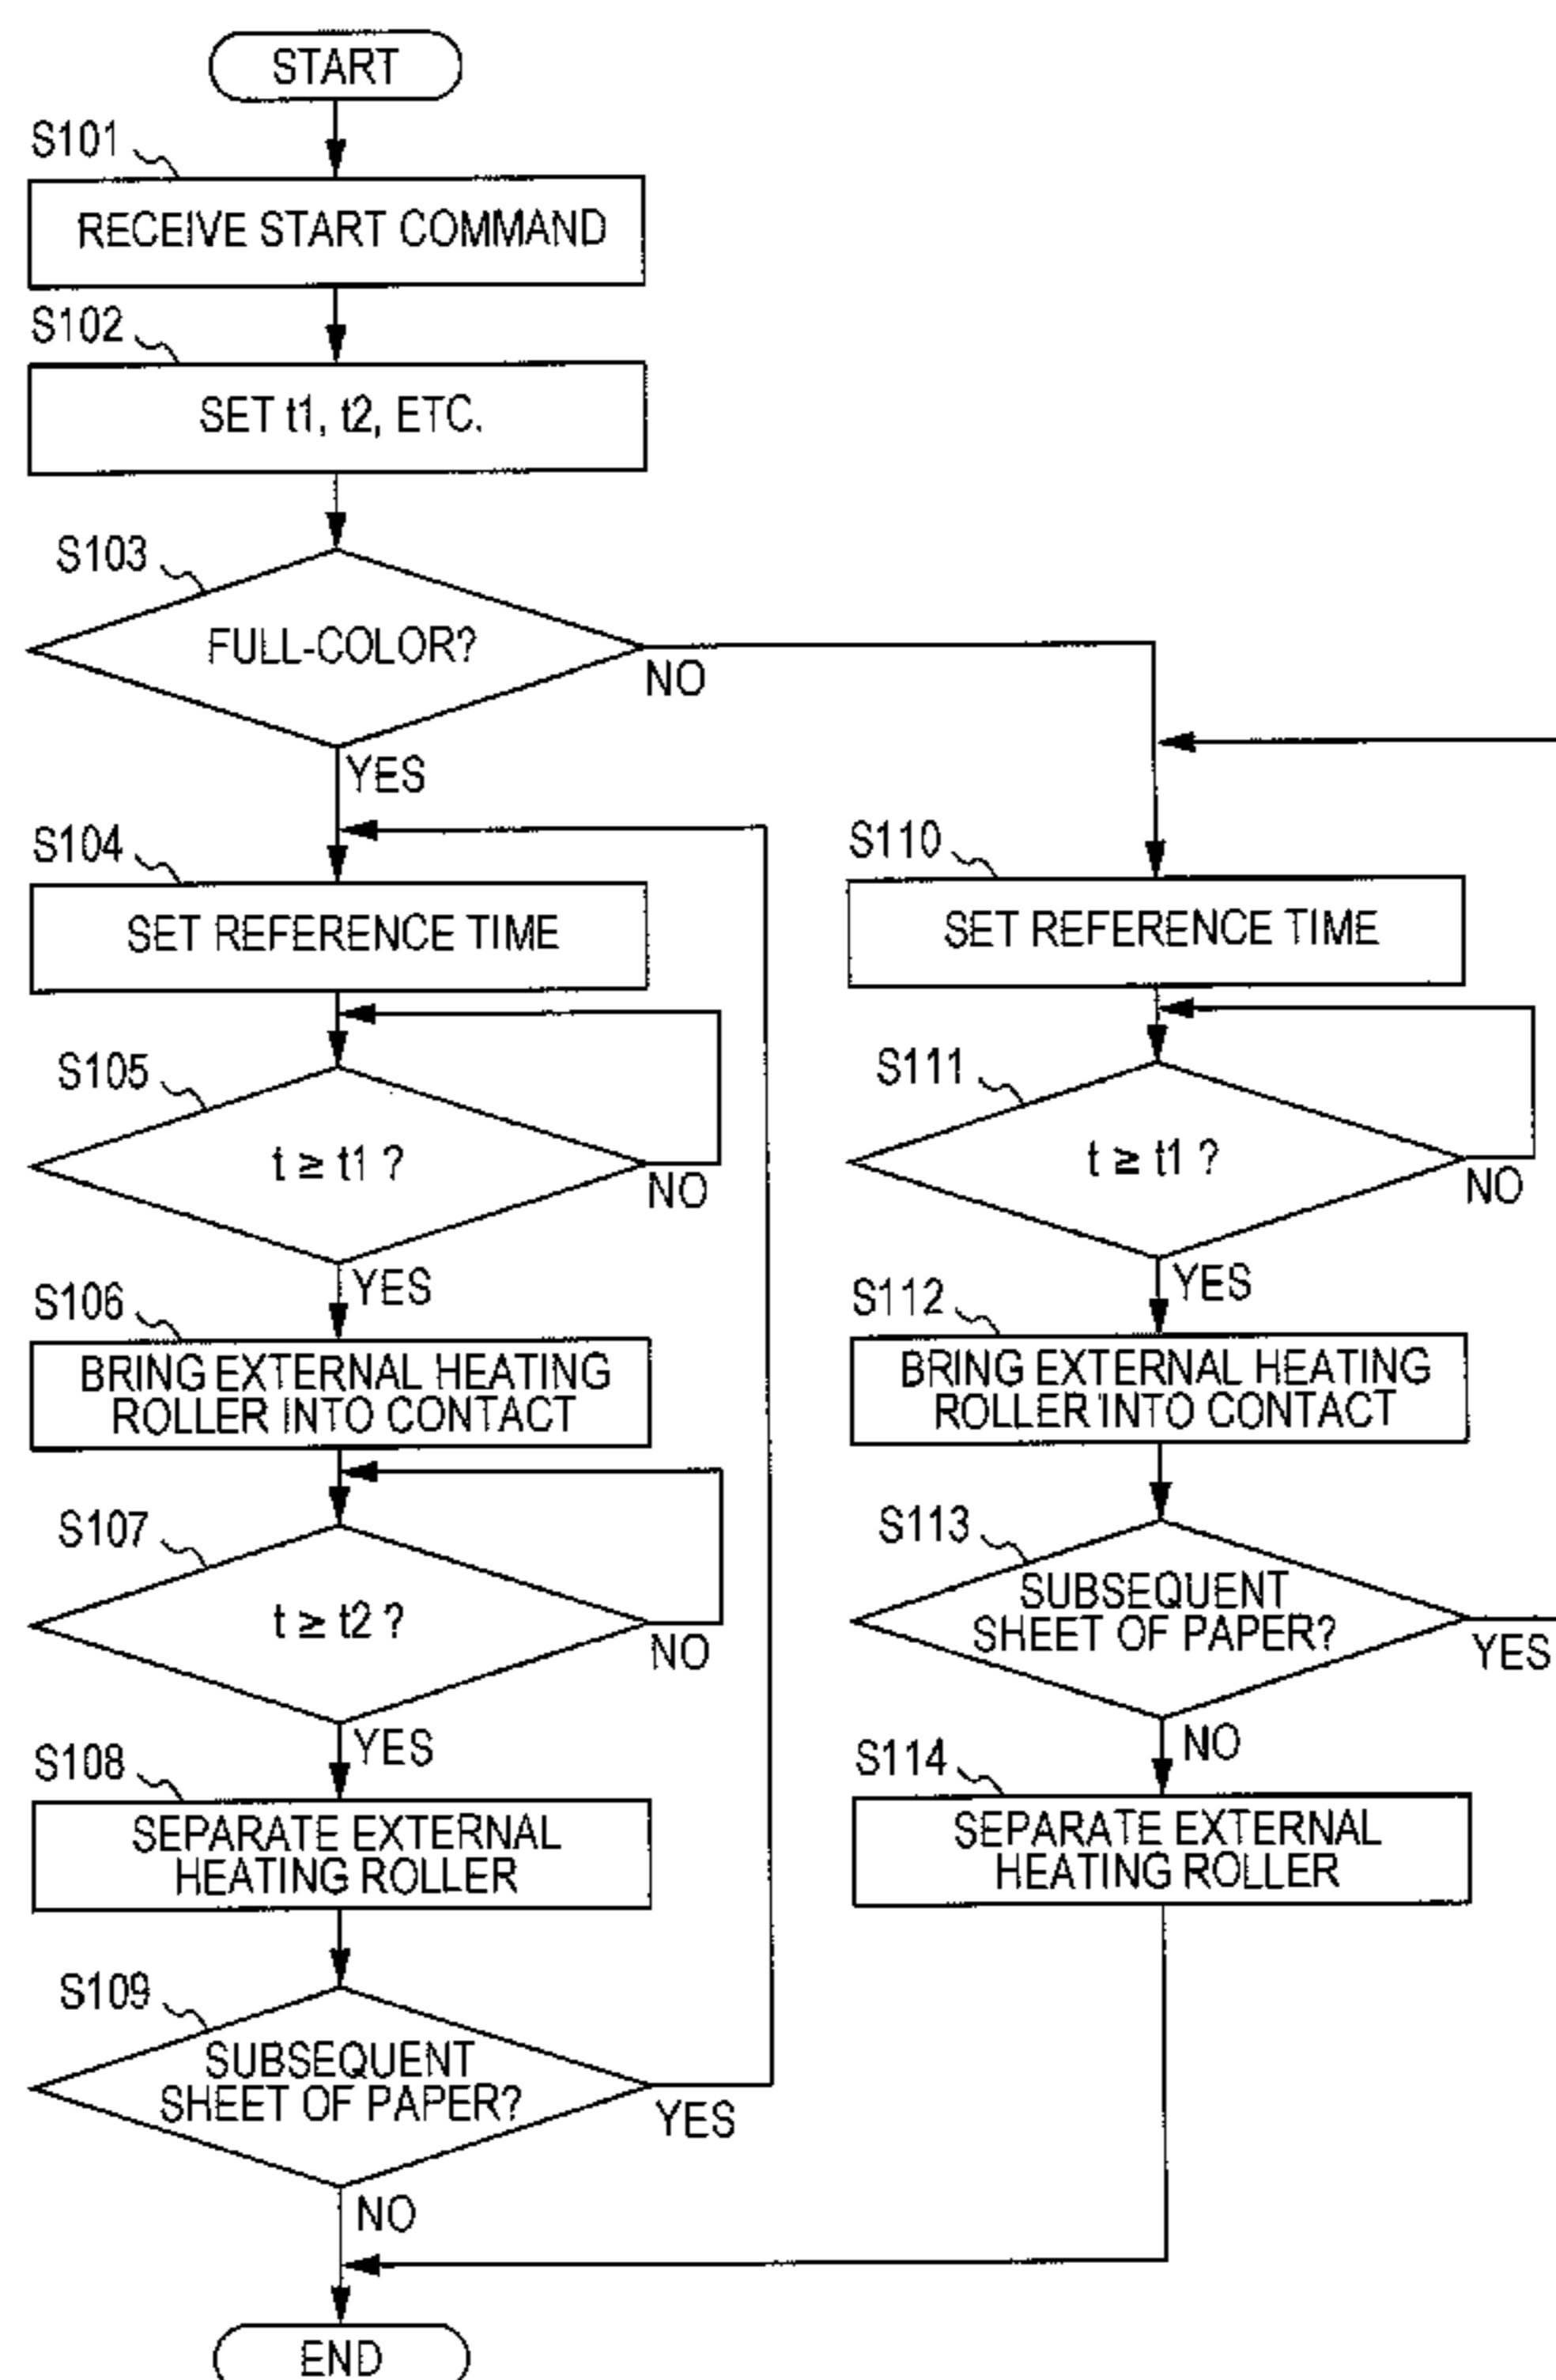 START
S101
RECEIVE START COMMAND
S102
SET t1, t2, ETC.
S103
FULL-COLOR?
NO
YES
S104
SET REFERENCE TIME
S105
t ≥ t1 ?
NO
YES
S106
BRING EXTERNAL HEATING
ROLLER INTO CONTACT
S107
t ≥ t2 ?
NO
YES
S108
SEPARATE EXTERNAL
HEATING ROLLER
S109
SUBSEQUENT
SHEET OF PAPER?
YES
NO
END
S110
SET REFERENCE TIME
S111
t ≥ t1 ?
NO
YES
S112
BRING EXTERNAL HEATING
ROLLER INTO CONTACT
S113
SUBSEQUENT
SHEET OF PAPER?
YES
NO
S114
SEPARATE EXTERNAL
HEATING ROLLER